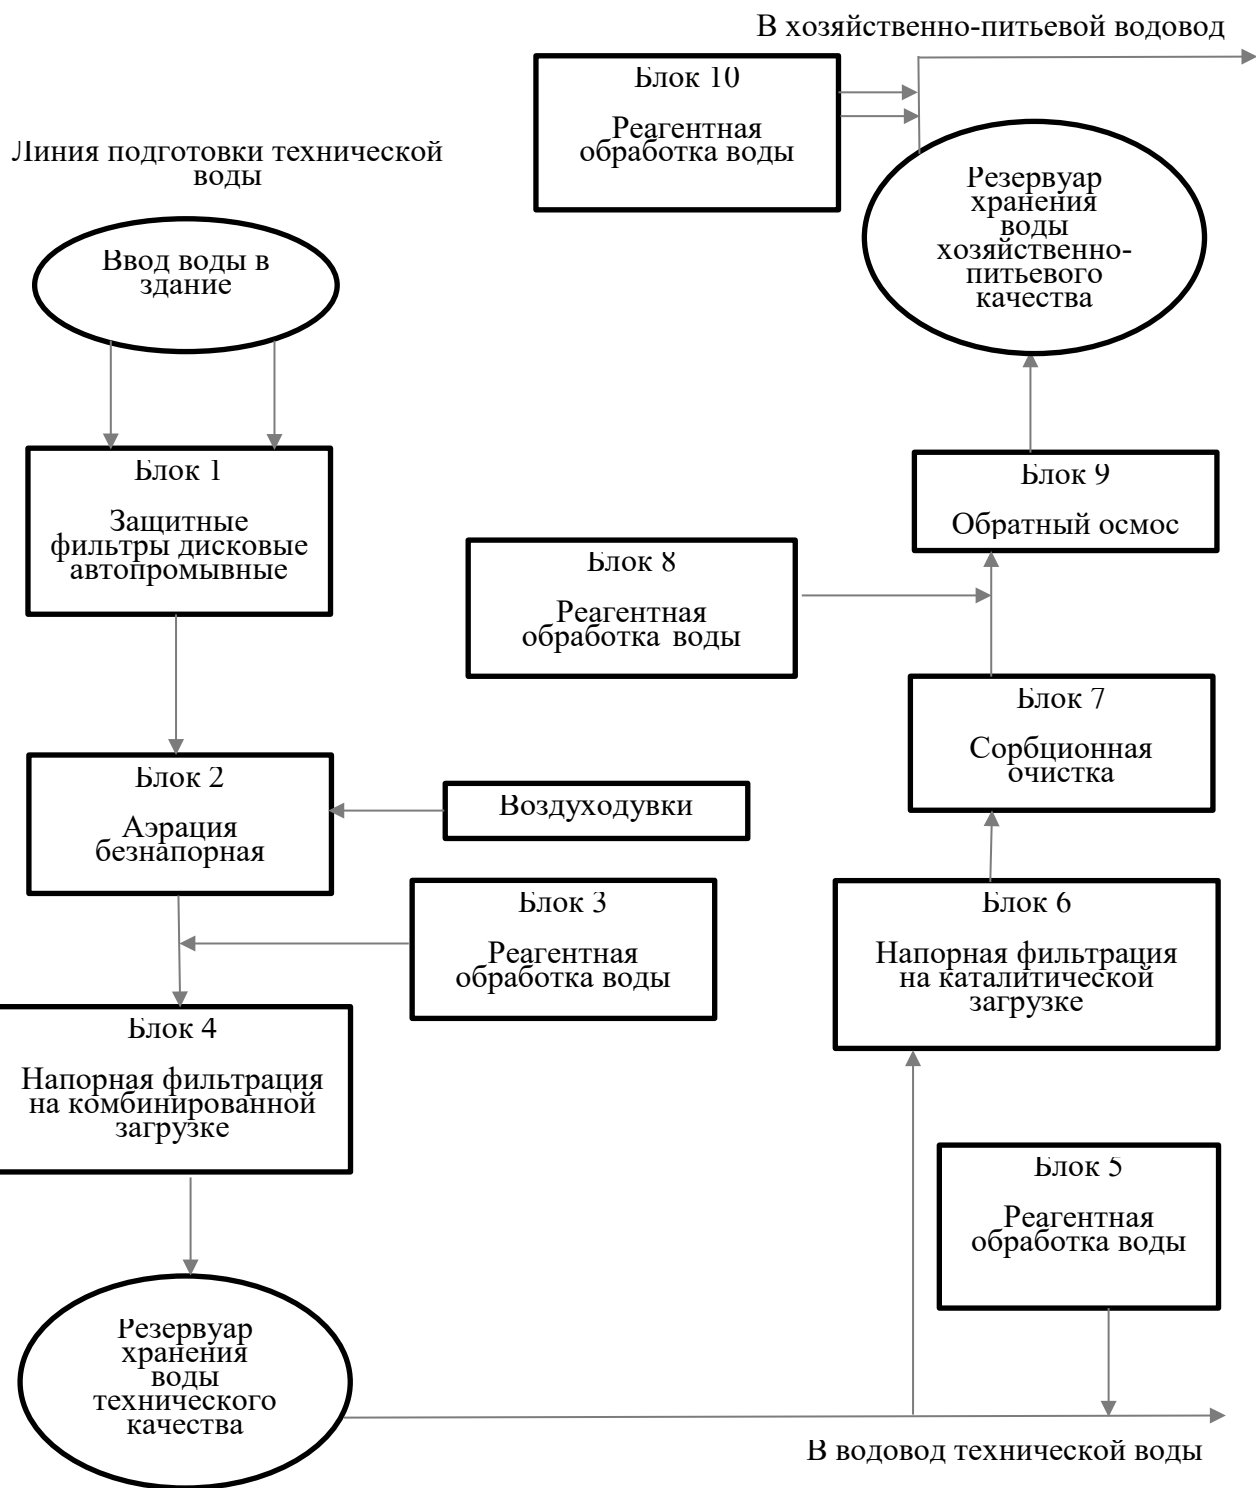 В хозяйственно-питьевой водовод
Блок 10
Реагентная
обработка воды
Линия подготовки технической
воды
Резервуар
хранения
воды
хозяйственно-
питьевого
качества
Ввод воды в
здание
Блок 1
Защитные
фильтры дисковые
автопромывные
Блок 9
Обратный осмос
Блок 8
Реагентная
обработка воды
Блок 7
Сорбционная
очистка
Блок 2
Аэрация
безнапорная
Воздуходувки
Блок 3
Реагентная
обработка воды
Блок 6
Напорная фильтрация
на каталитической
загрузке
Блок 4
Напорная фильтрация
на комбинированной
загрузке
Блок 5
Реагентная
обработка воды
Резервуар
хранения
воды
технического
качества
В водовод технической воды